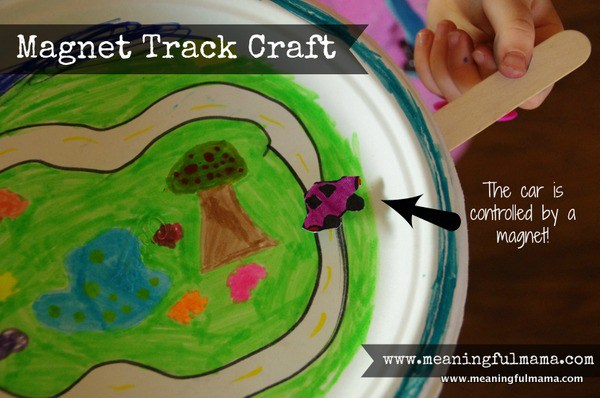 Magnet Track Craft
The car is
controlled by a
magnet!
www.meaningfulmama.com
www.meaningfulmama.com